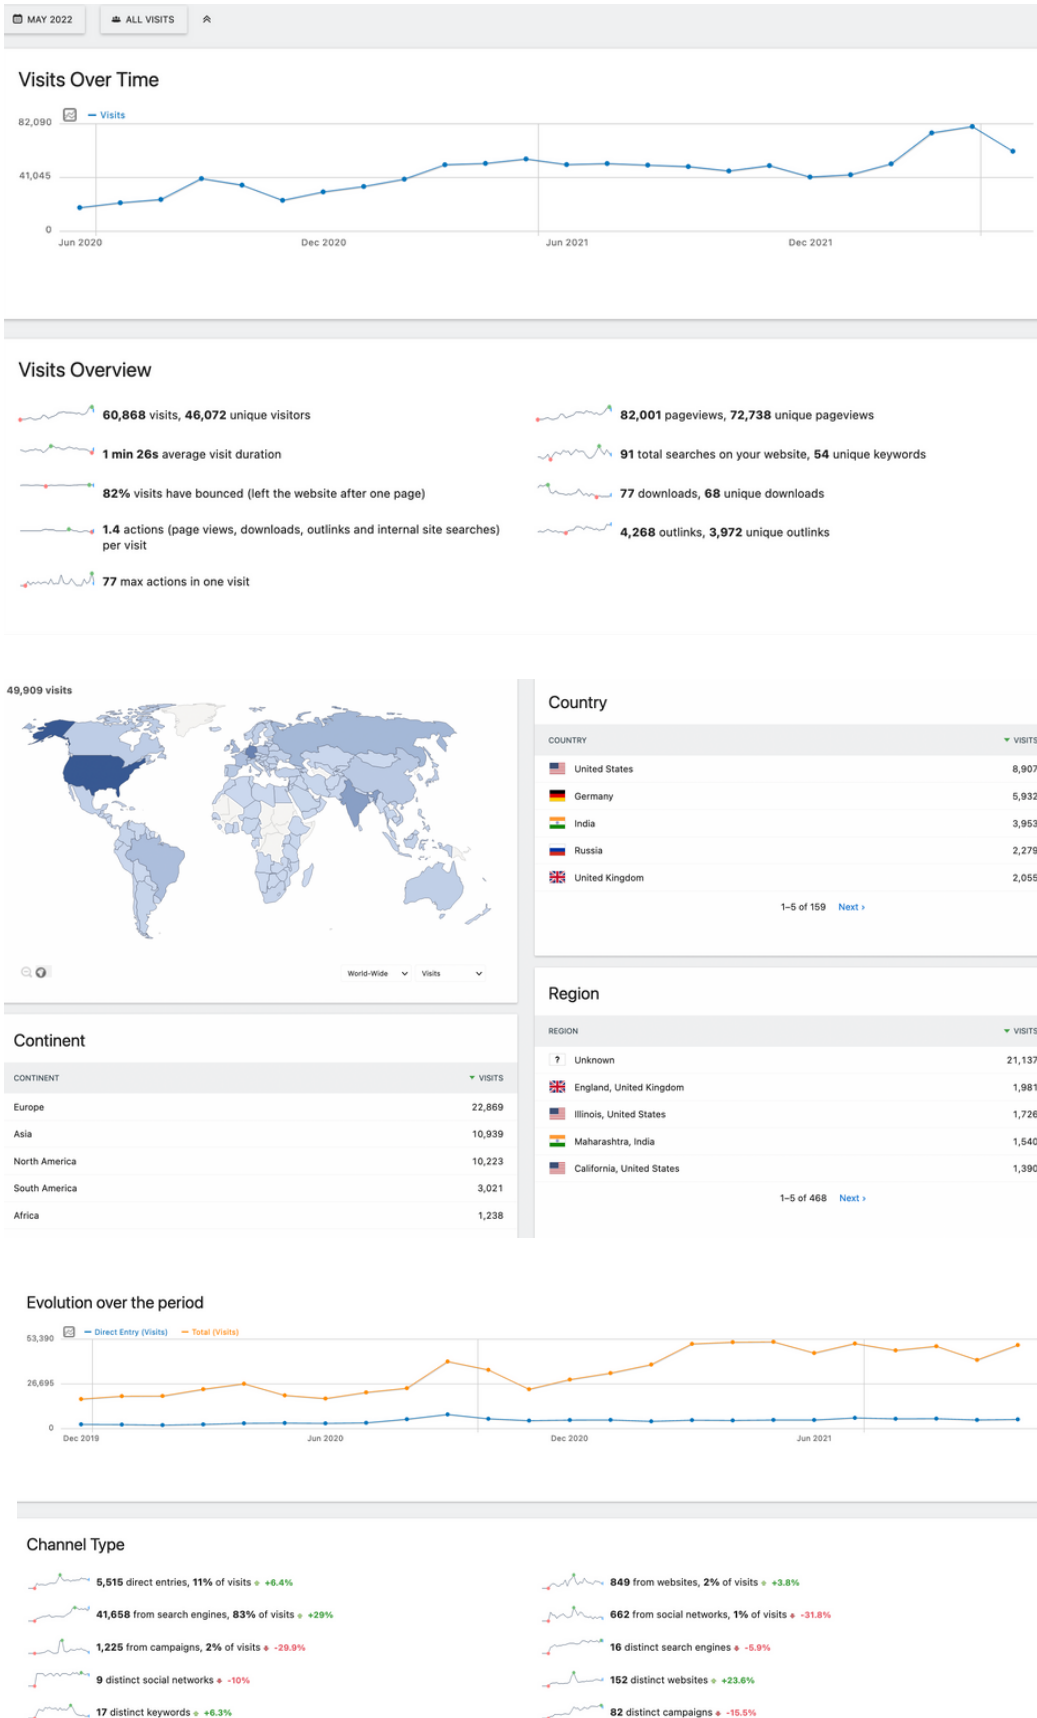 MAY 2022
ALL VISITS
Visits Over Time
Visits
82,090
41,045
0
Jun 2020
Dec 2020
Jun 2021
Dec 2021
Visits Overview
60,868 visits, 46,072 unique visitors
82,001 pageviews, 72,738 unique pageviews
1 min 26s average visit duration
91 total searches on your website, 54 unique keywords
82% visits have bounced (left the website after one page)
77 downloads, 68 unique downloads
1.4 actions (page views, downloads, outlinks and internal site searches)
per visit
4,268 outlinks, 3,972 unique outlinks
77 max actions in one visit
49,909 visits
World-Wide
Visits
Country
COUNTRY VISITS
United States 8,907
Germany 5,932
India 3,953
Russia 2,279
United Kingdom 2,055
1–5 of 159 Next ›
Continent
CONTINENT VISITS
Europe 22,869
Asia 10,939
North America 10,223
South America 3,021
Africa 1,238
Region
REGION VISITS
? Unknown 21,137
England, United Kingdom 1,981
Illinois, United States 1,726
Maharashtra, India 1,540
California, United States 1,390
1–5 of 468 Next ›
Evolution over the period
Direct Entry (Visits) Total (Visits)
53,390
26,695
0
Dec 2019
Jun 2020
Dec 2020
Jun 2021
Channel Type
5,515 direct entries, 11% of visits +6.4%
849 from websites, 2% of visits +3.8%
41,658 from search engines, 83% of visits +29%
662 from social networks, 1% of visits -31.8%
1,225 from campaigns, 2% of visits -29.9%
16 distinct search engines -5.9%
9 distinct social networks -10%
152 distinct websites +23.6%
17 distinct keywords +6.3%
82 distinct campaigns -15.5%